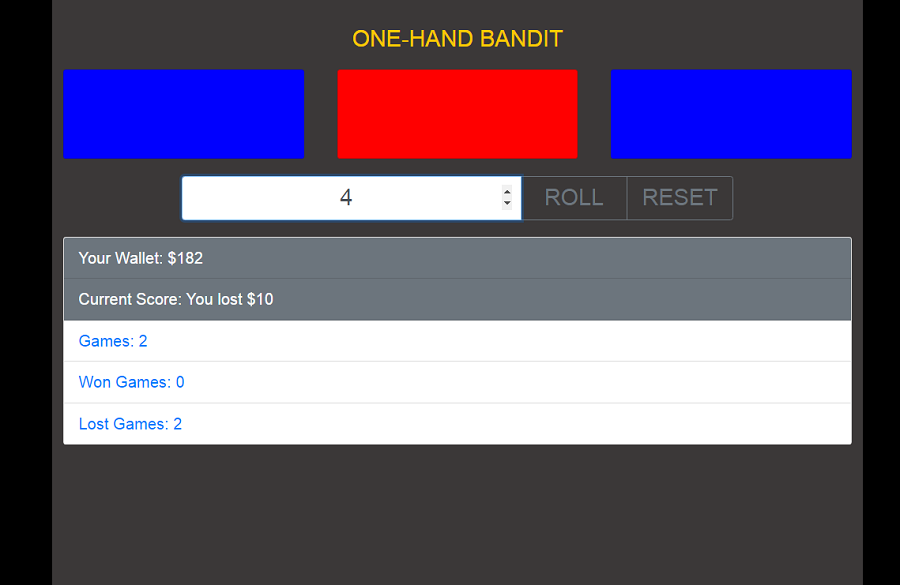 ONE-HAND BANDIT
4
ROLL RESET
Your Wallet: $182
Current Score: You lost $10
Games: 2
Won Games: 0
Lost Games: 2